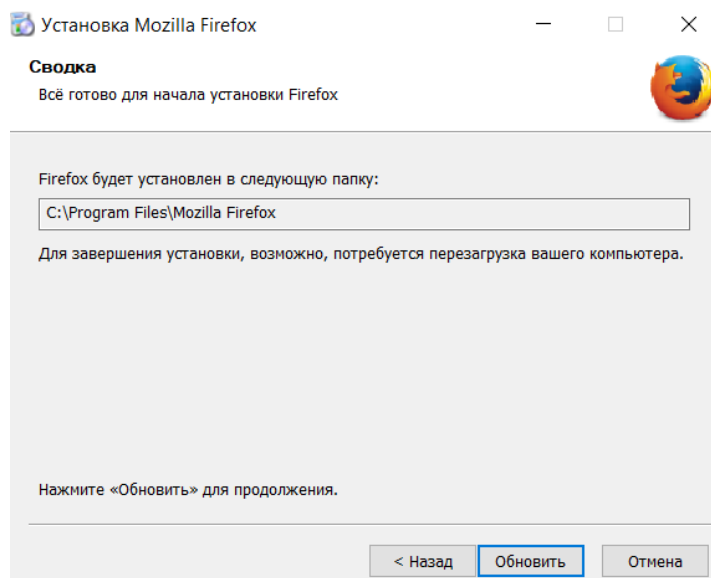 Установка Mozilla Firefox
Сводка
Всё готово для начала установки Firefox
Firefox будет установлен в следующую папку:
C:\Program Files\Mozilla Firefox
Для завершения установки, возможно, потребуется перезагрузка вашего компьютера.
Нажмите «Обновить» для продолжения.
< Назад Обновить Отмена